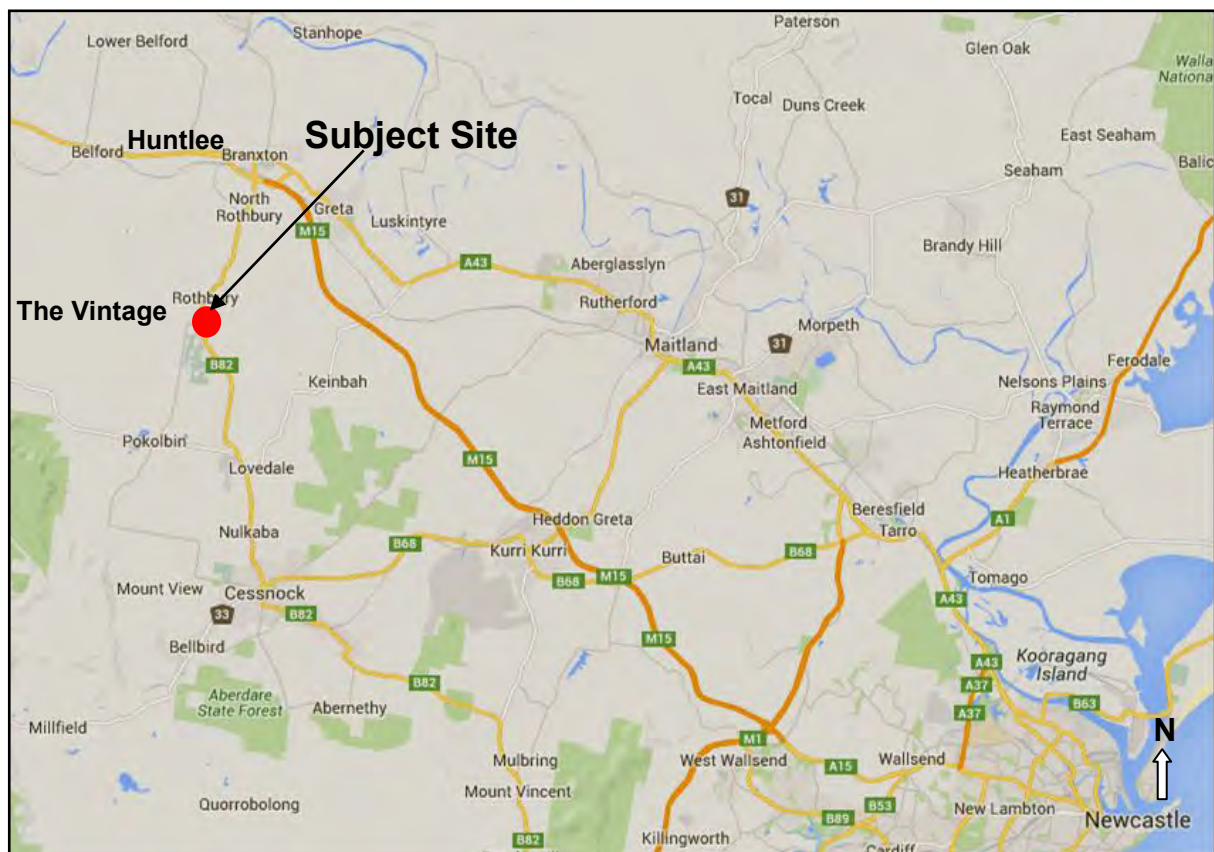 Paterson
Stanhope
Lower Belford
Glen Oak
Walla
National
Tocal
Duns Creek
East Seaham
Huntlee
Subject Site
Belford
Branxton
Balic
Seaham
31
North
Rothbury
Greta
Luskintyre
M15
Brandy Hill
A43
Aberglasslyn
Rothbury
Rutherford
The Vintage
Morpeth
31
Maitland
Ferodale
B82
A43
Keinbah
East Maitland
Nelsons Plains
Raymond
Terrace
Metford
Ashtonfield
Pokolbin
M15
Lovedale
Heatherbrae
Beresfield
Heddon Greta
A1
Nulkaba
Tarro
B68
Kurri Kurri
Buttai
B68
B68
M15
Tomago
Mount View
Cessnock
A43
33
B82
M15
Bellbird
A43
Kooragang
Island
B82
A37
Aberdare
State Forest
Abernethy
B63
A37
Millfield
N
M1
Mulbring
West Wallsend
Wallsend
A15
Mount Vincent
Quorrobolong
B53
New Lambton
B89
Newcastle
B82
Killingworth
Cardiff